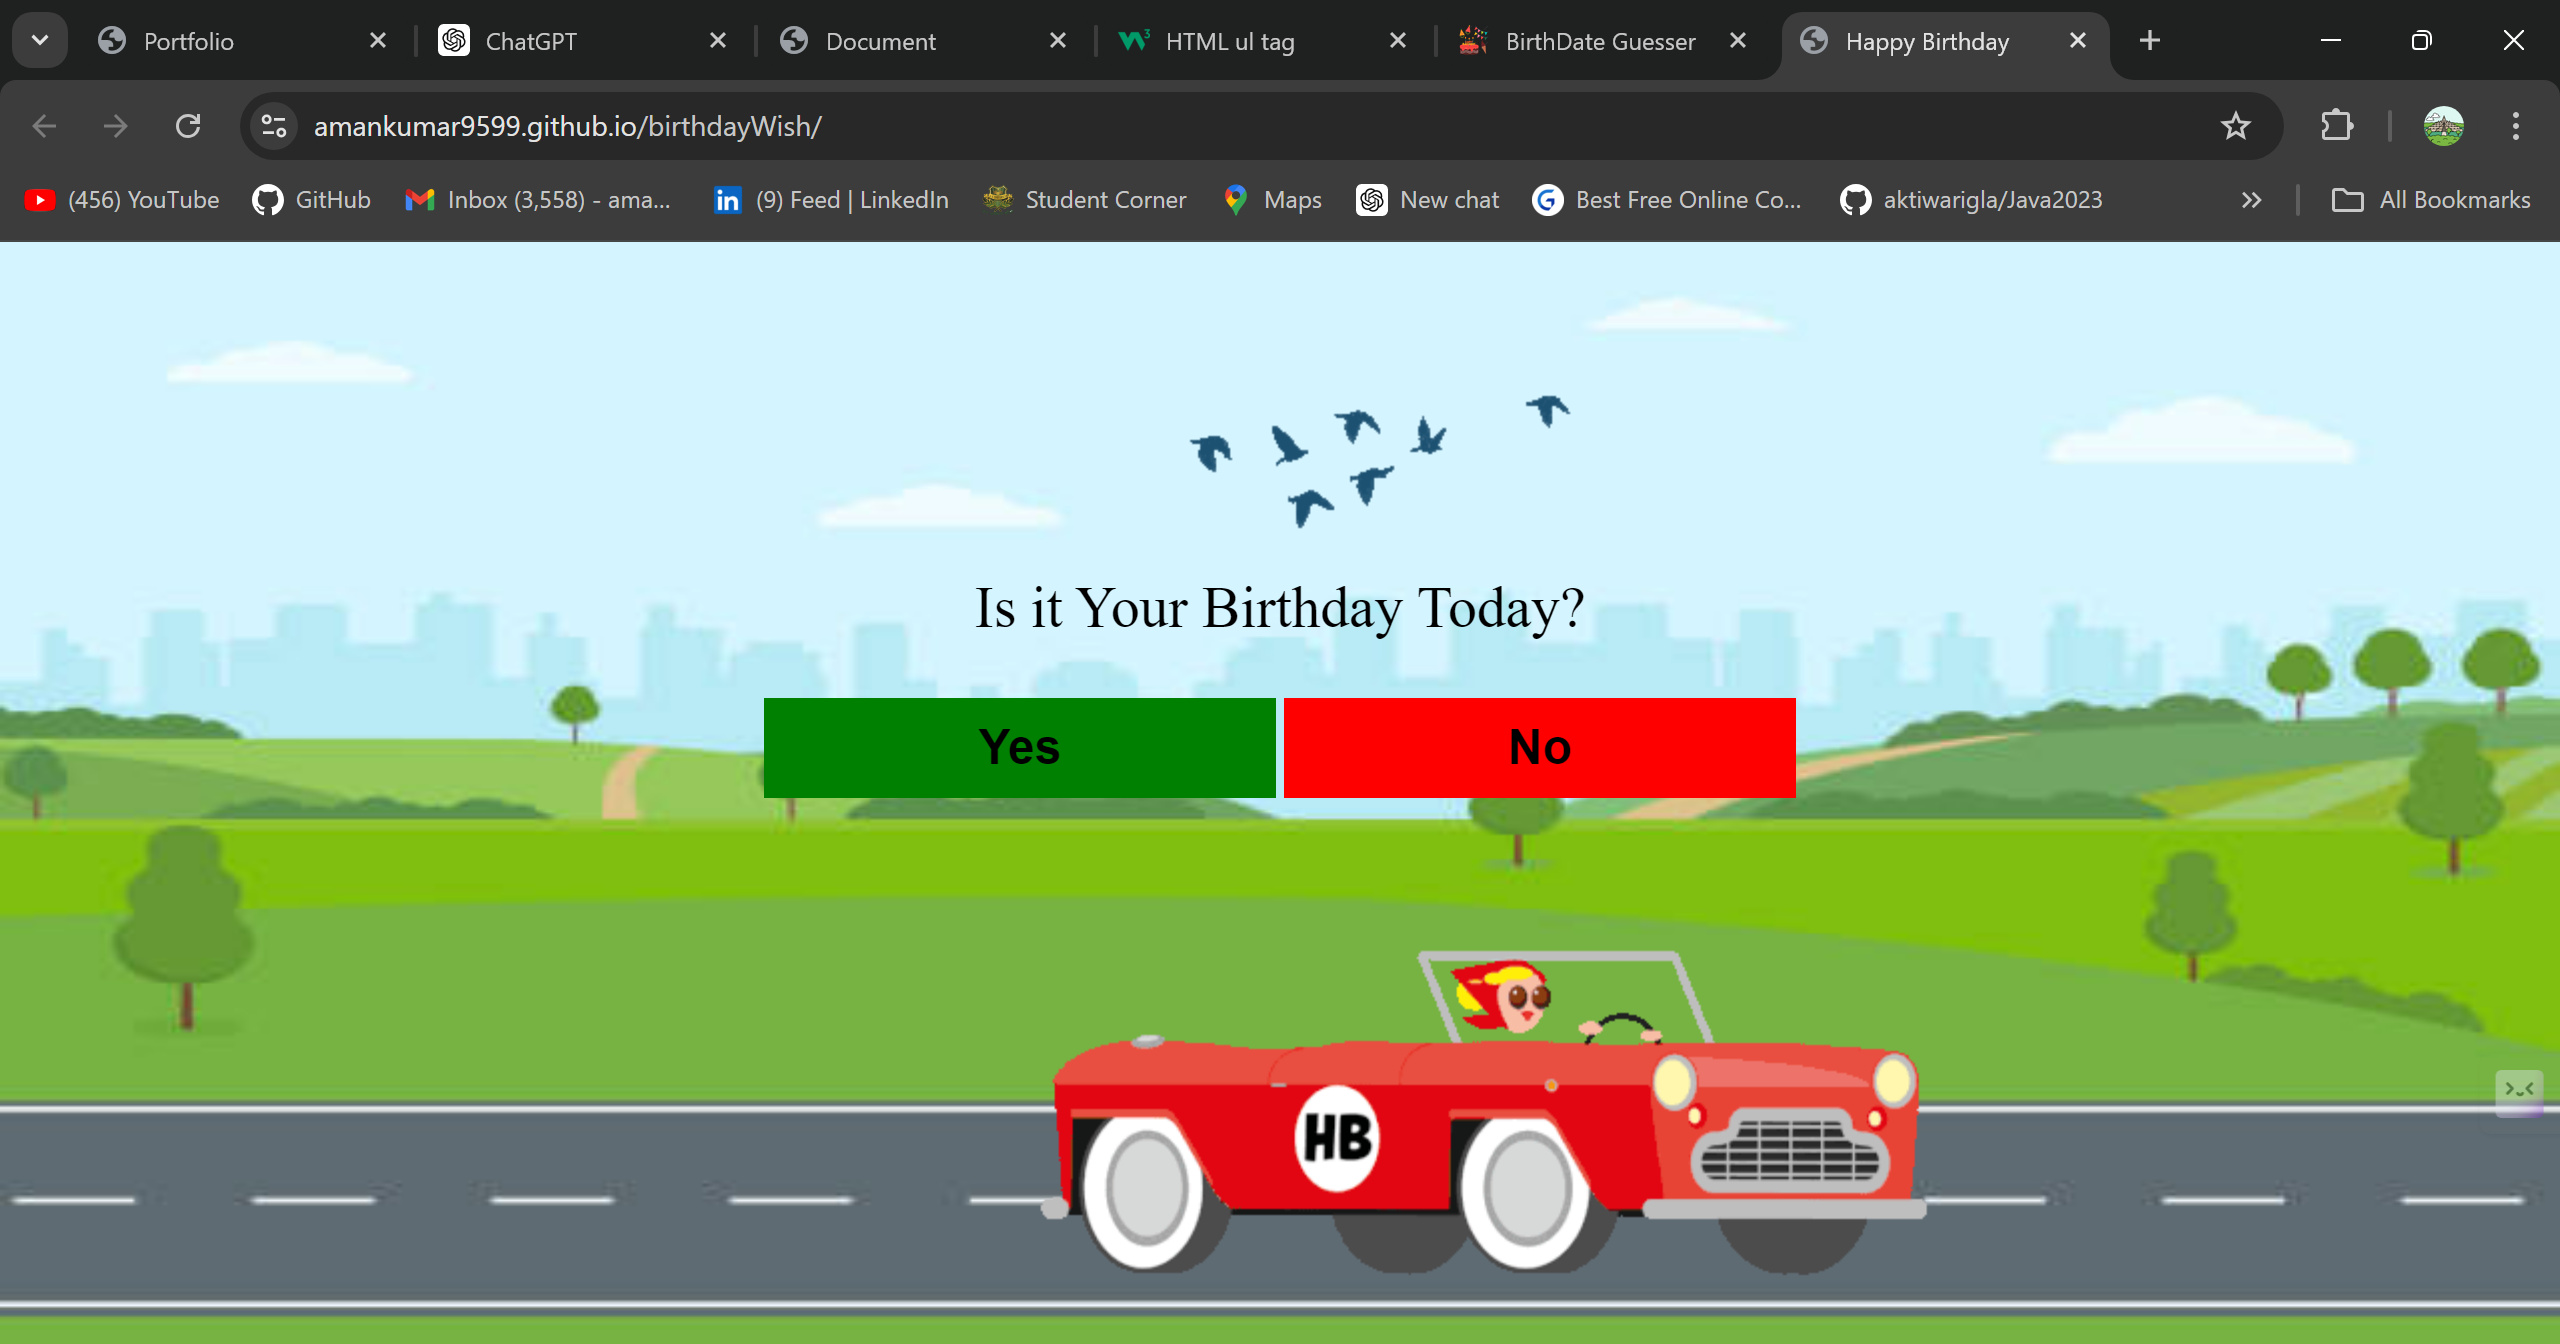 Portfolio
ChatGPT
Document
HTML ul tag
BirthDate Guesser
Happy Birthday
amankumar9599.github.io/birthdayWish/
(456) YouTube
GitHub
Inbox (3,558) - ama...
(9) Feed | LinkedIn
Student Corner
Maps
New chat
Best Free Online Co...
aktiwarigla/Java2023
All Bookmarks
Is it Your Birthday Today?
Yes
No
HB